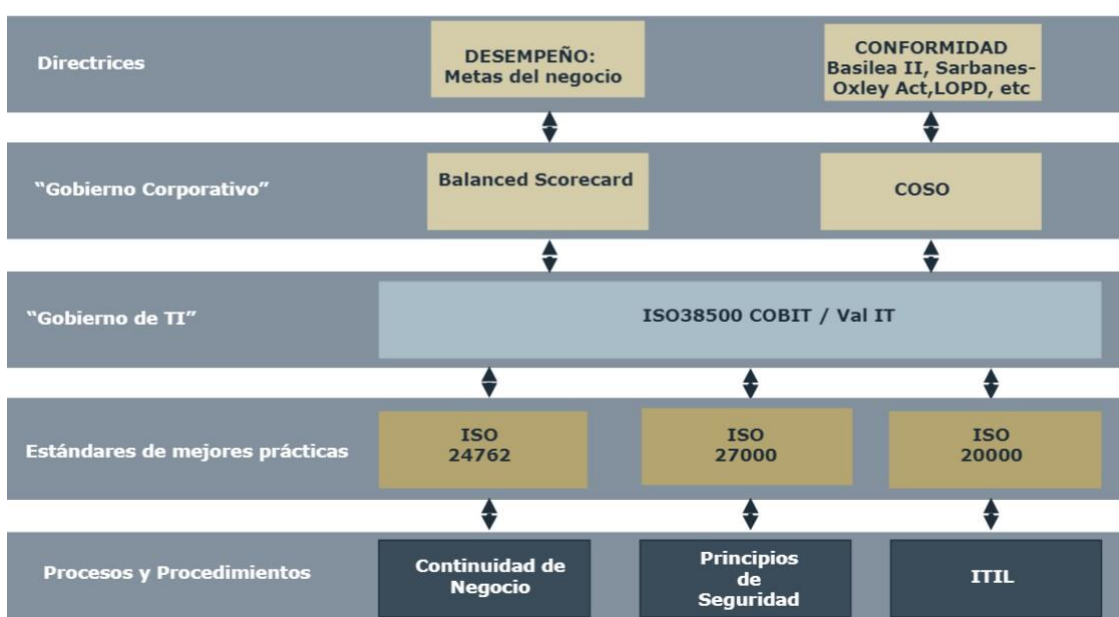 Directrices
DESEMPEÑO:
Metas del negocio
CONFORMIDAD
Basilea II, Sarbanes-
Oxley Act,LOPD, etc
“Gobierno Corporativo”
Balanced Scorecard
COSO
“Gobierno de TI”
ISO38500 COBIT / Val IT
Estándares de mejores prácticas
ISO
24762
ISO
27000
ISO
20000
Procesos y Procedimientos
Continuidad de
Negocio
Principios
de
Seguridad
ITIL